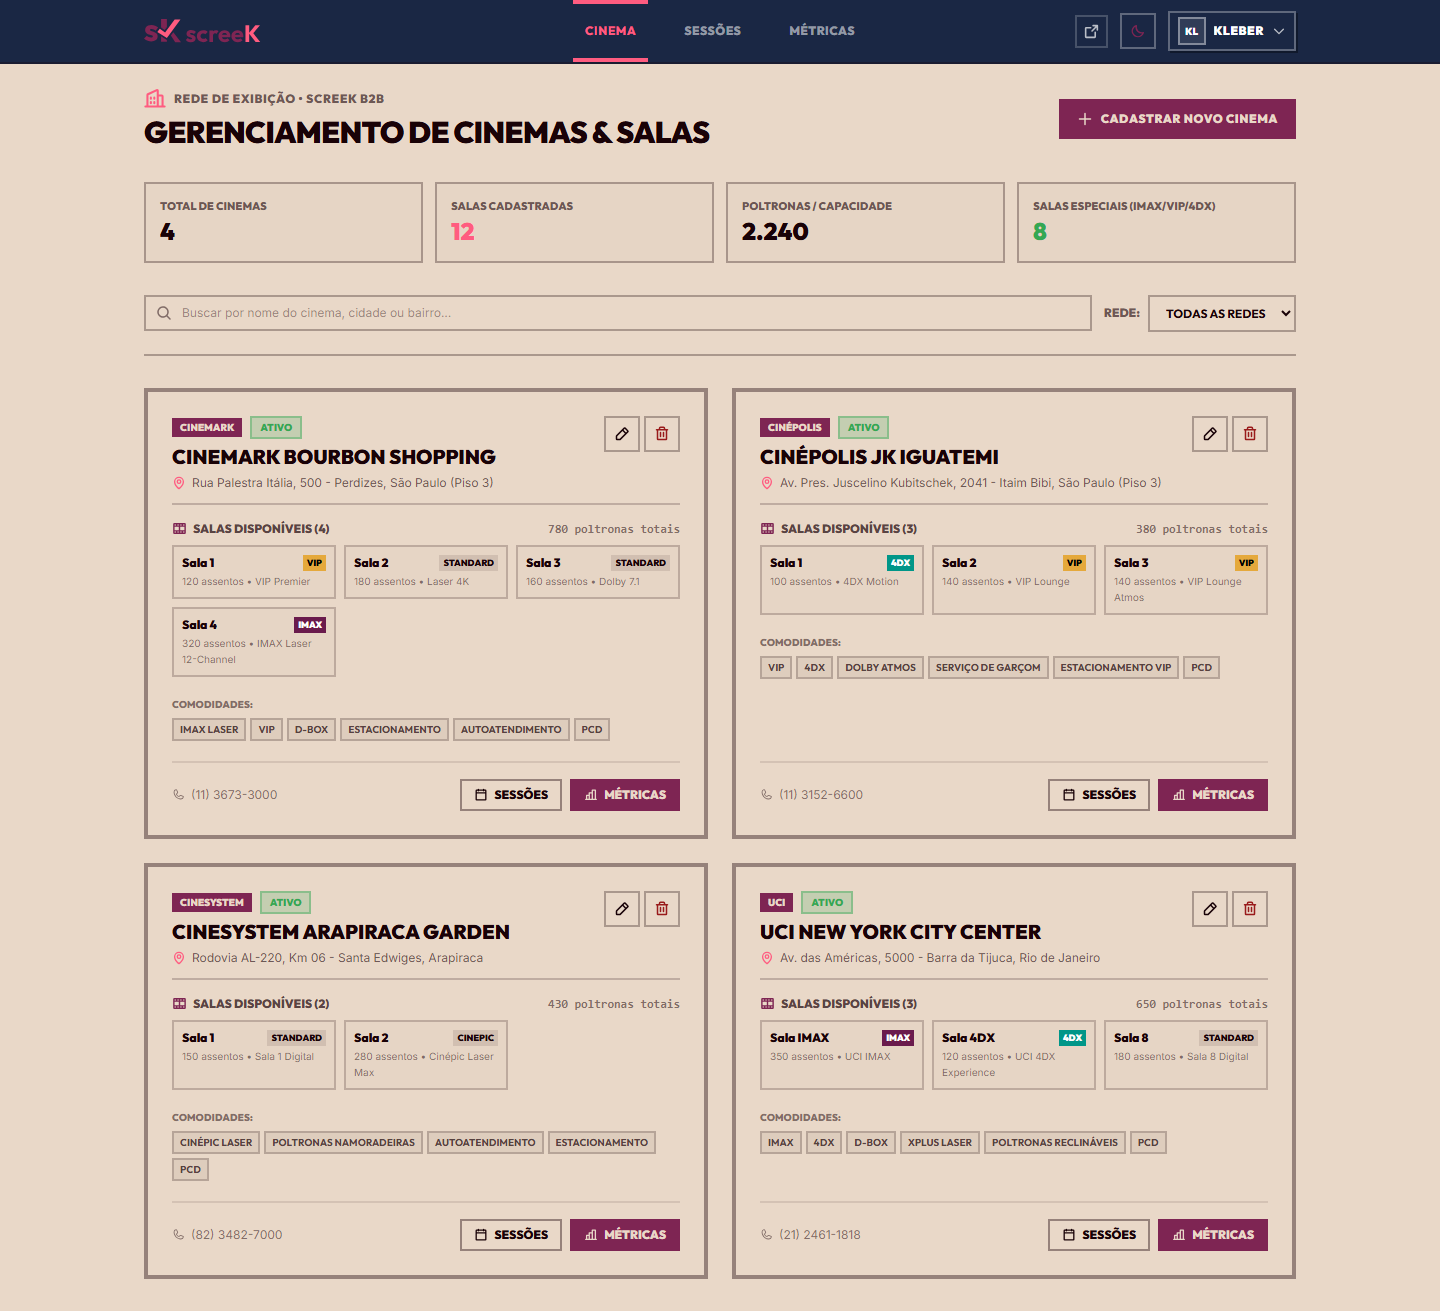 SK screeK
CINEMA
SESSÕES
MÉTRICAS
KL
KLEBER
REDE DE EXIBIÇÃO • SCREEK B2B
GERENCIAMENTO DE CINEMAS & SALAS
CADASTRAR NOVO CINEMA
TOTAL DE CINEMAS
4
SALAS CADASTRADAS
12
POLTRONAS / CAPACIDADE
2.240
SALAS ESPECIAIS (IMAX/VIP/4DX)
8
Buscar por nome do cinema, cidade ou bairro...
REDE:
TODAS AS REDES
CINEMARK
ATIVO
CINEMARK BOURBON SHOPPING
Rua Palestra Itália, 500 - Perdizes, São Paulo (Piso 3)
SALAS DISPONÍVEIS (4)
780 poltronas totais
Sala 1
VIP
120 assentos • VIP Premier
Sala 2
STANDARD
180 assentos • Laser 4K
Sala 3
STANDARD
160 assentos • Dolby 7.1
Sala 4
IMAX
320 assentos • IMAX Laser
12-Channel
COMODIDADES:
IMAX LASER
VIP
D-BOX
ESTACIONAMENTO
AUTOATENDIMENTO
PCD
(11) 3673-3000
SESSÕES
MÉTRICAS
CINÉPOLIS
ATIVO
CINÉPOLIS JK IGUATEMI
Av. Pres. Juscelino Kubitschek, 2041 - Itaim Bibi, São Paulo (Piso 3)
SALAS DISPONÍVEIS (3)
380 poltronas totais
Sala 1
4DX
100 assentos • 4DX Motion
Sala 2
VIP
140 assentos • VIP Lounge
Sala 3
VIP
140 assentos • VIP Lounge
Atmos
COMODIDADES:
VIP
4DX
DOLBY ATMOS
SERVIÇO DE GARÇOM
ESTACIONAMENTO VIP
PCD
(11) 3152-6600
SESSÕES
MÉTRICAS
CINESYSTEM
ATIVO
CINESYSTEM ARAPIRACA GARDEN
Rodovia AL-220, Km 06 - Santa Edwiges, Arapiraca
SALAS DISPONÍVEIS (2)
430 poltronas totais
Sala 1
STANDARD
150 assentos • Sala 1 Digital
Sala 2
CINEPIC
280 assentos • Cinépic Laser
Max
COMODIDADES:
CINÉPIC LASER
POLTRONAS NAMORADEIRAS
AUTOATENDIMENTO
ESTACIONAMENTO
PCD
(82) 3482-7000
SESSÕES
MÉTRICAS
UCI
ATIVO
UCI NEW YORK CITY CENTER
Av. das Américas, 5000 - Barra da Tijuca, Rio de Janeiro
SALAS DISPONÍVEIS (3)
650 poltronas totais
Sala IMAX
IMAX
350 assentos • UCI IMAX
Sala 4DX
4DX
120 assentos • UCI 4DX
Experience
Sala 8
STANDARD
180 assentos • Sala 8 Digital
COMODIDADES:
IMAX
4DX
D-BOX
XPLUS LASER
POLTRONAS RECLINÁVEIS
PCD
(21) 2461-1818
SESSÕES
MÉTRICAS